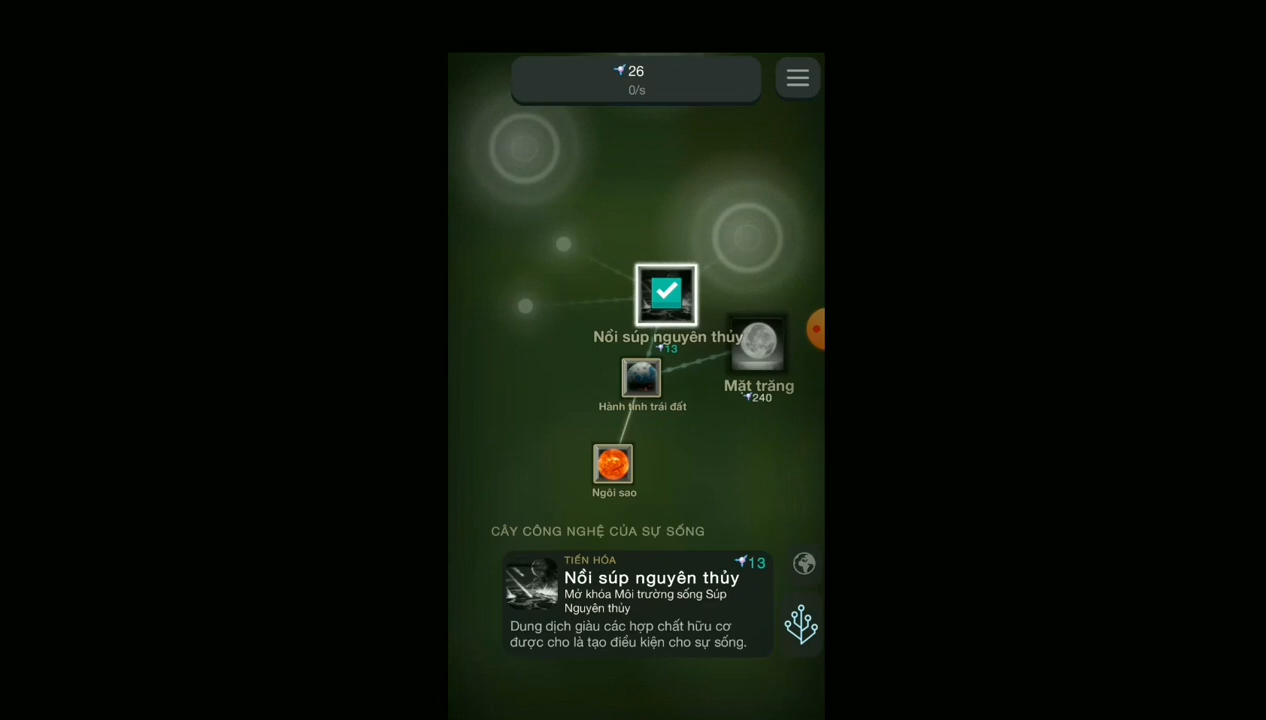 26
0/s
Nồi súp nguyên thủy
13
Mặt trăng
240
Hành tinh trái đất
Ngôi sao
CÂY CÔNG NGHỆ CỦA SỰ SỐNG
TIẾN HÓA
13
Nồi súp nguyên thủy
Mở khóa Môi trường sống Súp
Nguyên thủy
Dung dịch giàu các hợp chất hữu cơ
được cho là tạo điều kiện cho sự sống.